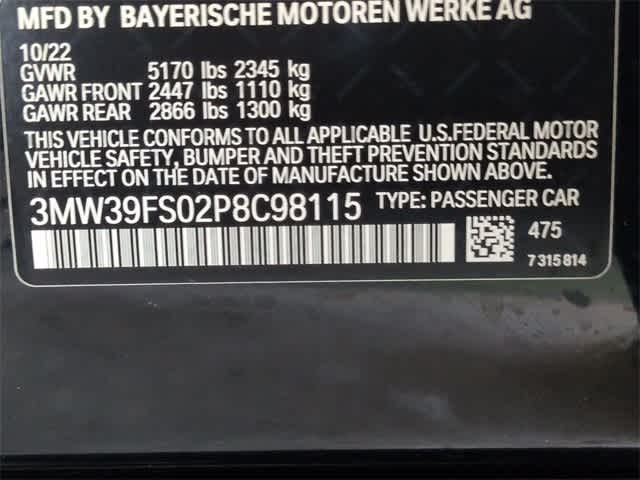 MFD BY BAYERISCHE MOTOREN WERKE AG
10/22
GVWR 5170 lbs 2345 kg
GAWR FRONT 2447 lbs 1110 kg
GAWR REAR 2866 lbs 1300 kg
THIS VEHICLE CONFORMS TO ALL APPLICABLE U.S.FEDERAL MOTOR
VEHICLE SAFETY, BUMPER AND THEFT PREVENTION STANDARDS
IN EFFECT ON THE DATE OF MANUFACTURE SHOWN ABOVE.
3MW39FS02P8C98115 TYPE: PASSENGER CAR
475
7315814